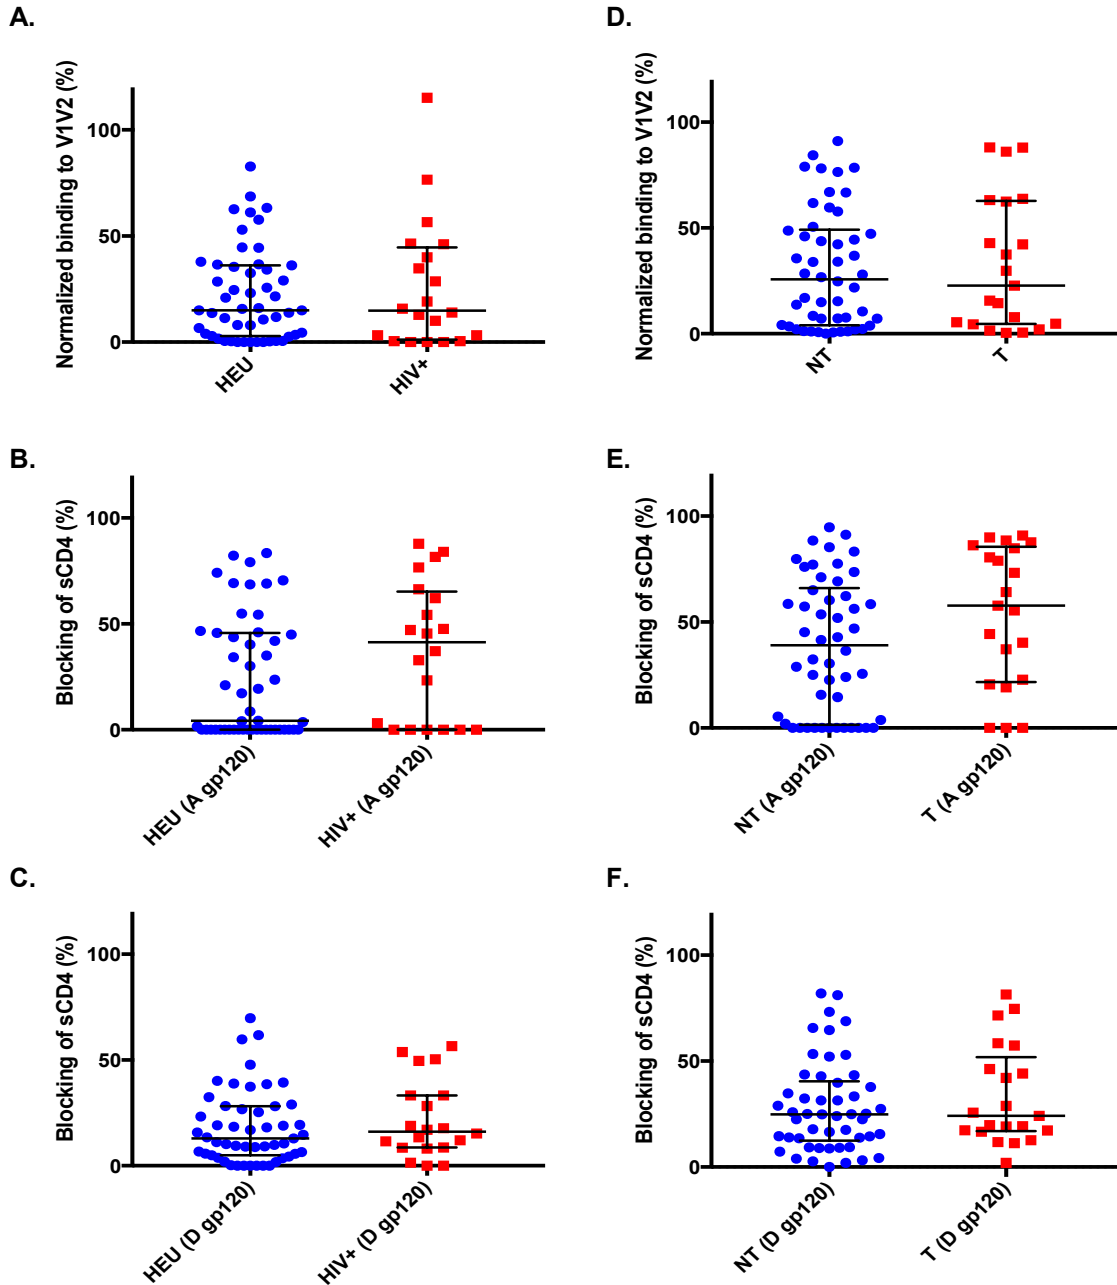 A.
Normalized binding to V1V2 (%)
100
50
0
HEU
HIV+
B.
Blocking of sCD4 (%)
100
50
0
HEU (A gp120)
HIV+ (A gp120)
C.
Blocking of sCD4 (%)
100
50
0
HEU (D gp120)
HIV+ (D gp120)
D.
Normalized binding to V1V2 (%)
100
50
0
NT
T
E.
Blocking of sCD4 (%)
100
50
0
NT (A gp120)
T (A gp120)
F.
Blocking of sCD4 (%)
100
50
0
NT (D gp120)
T (D gp120)